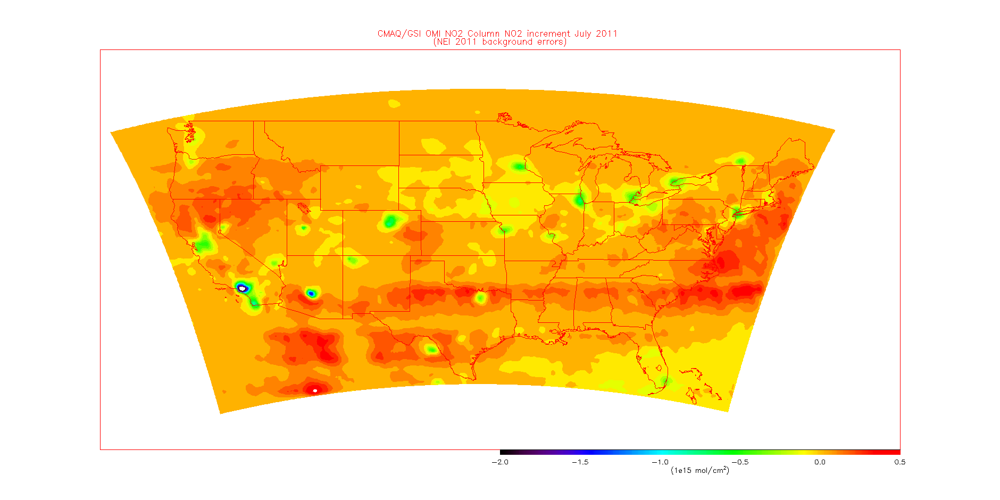 CMAQ/GSI OMI NO2 Column NO2 increment July 2011
(NEI 2011 background errors)
−2.0 −1.5 −1.0 −0.5 0.0 0.5
(1e15 mol/cm²)